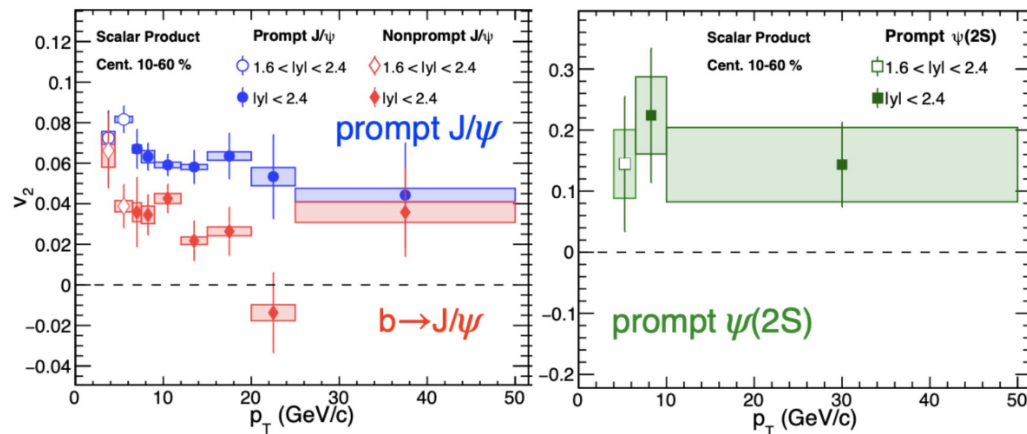 0.12
0.1
0.08
0.06
0.04
0.02
0
−0.02
−0.04
v2
Scalar Product
Cent. 10-60 %
Prompt J/ψ
1.6 < |y| < 2.4
|y| < 2.4
Nonprompt J/ψ
1.6 < |y| < 2.4
|y| < 2.4
prompt J/ψ
b→J/ψ
0 10 20 30 40 50
pT (GeV/c)
0.3
0.2
0.1
0
−0.1
−0.2
Scalar Product
Cent. 10-60 %
Prompt ψ(2S)
1.6 < |y| < 2.4
|y| < 2.4
prompt ψ(2S)
0 10 20 30 40 50
pT (GeV/c)